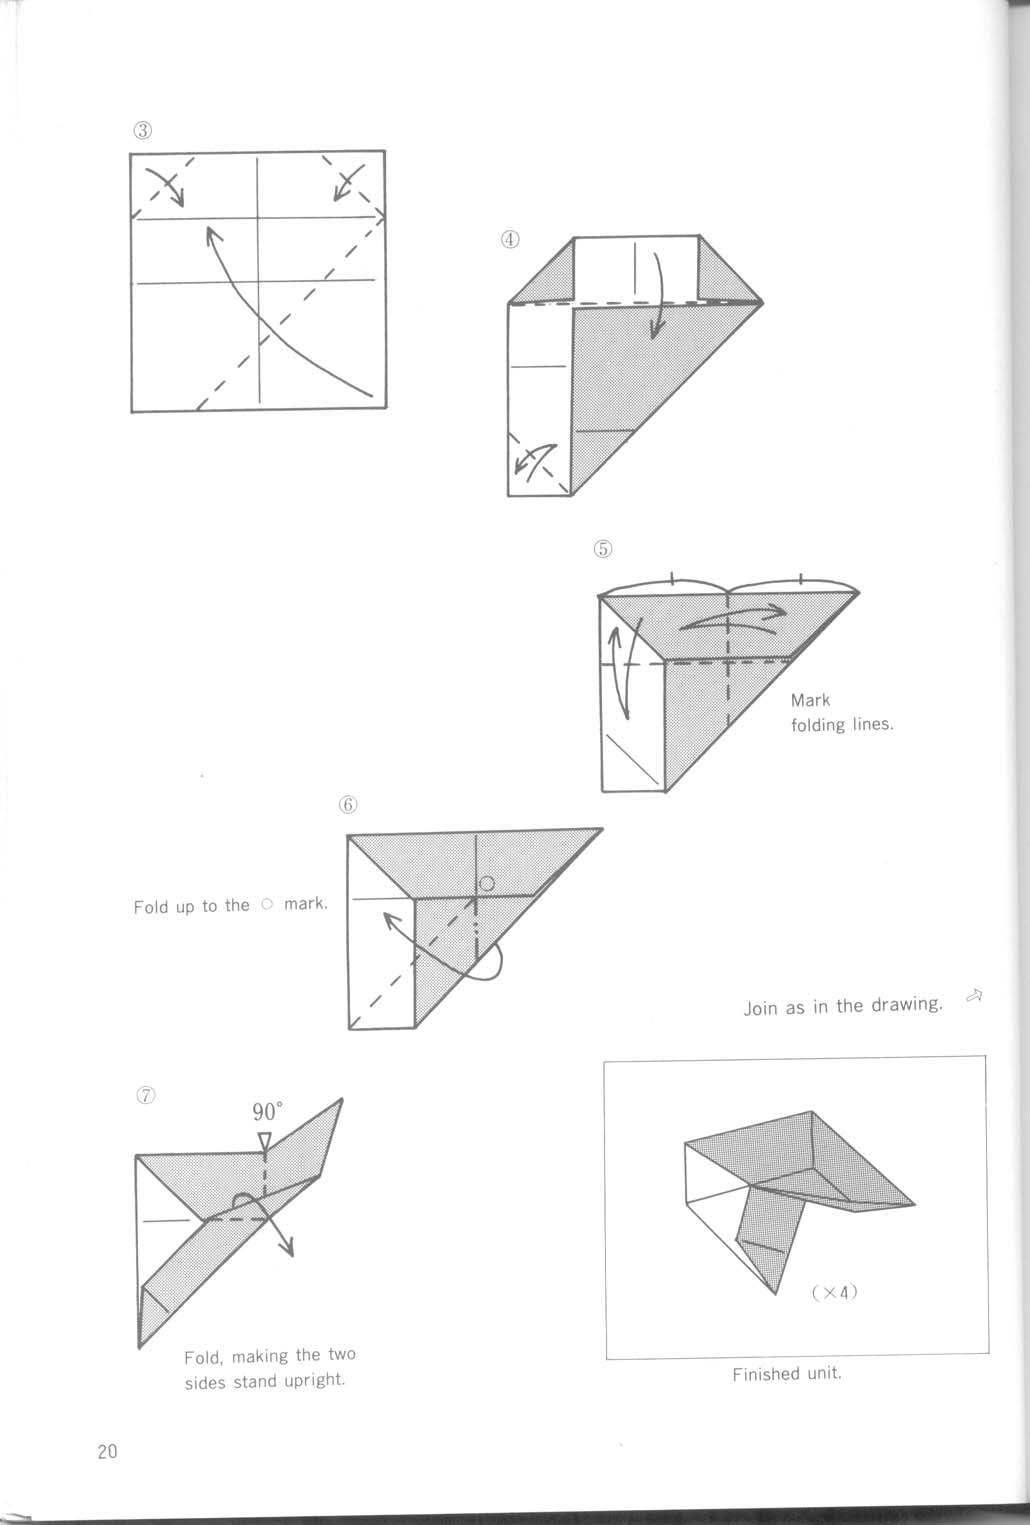 ③
④
⑤
Mark
folding lines.
⑥
Fold up to the ○ mark.
Join as in the drawing.
⑦
90°
(×4)
Fold, making the two
sides stand upright.
Finished unit.
20